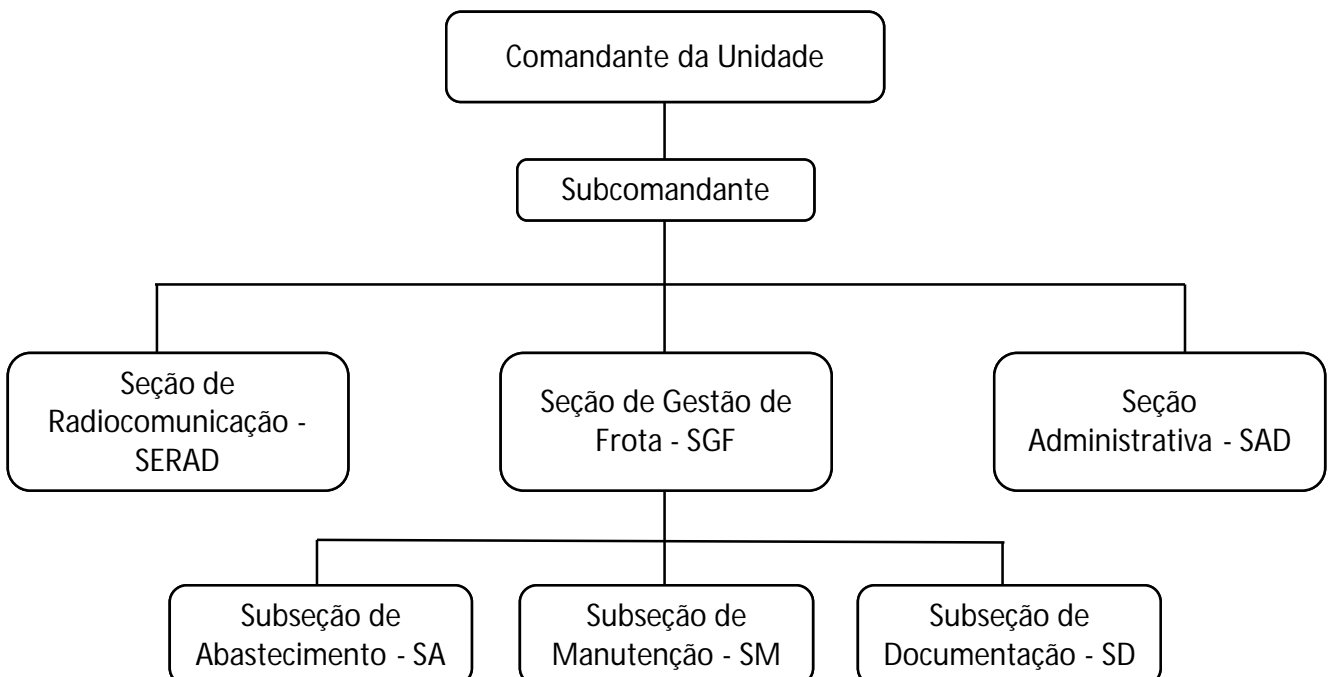 Comandante da Unidade
Subcomandante
Seção de
Radiocomunicação -
SERAD
Seção de Gestão de
Frota - SGF
Seção
Administrativa - SAD
Subseção de
Abastecimento - SA
Subseção de
Manutenção - SM
Subseção de
Documentação - SD